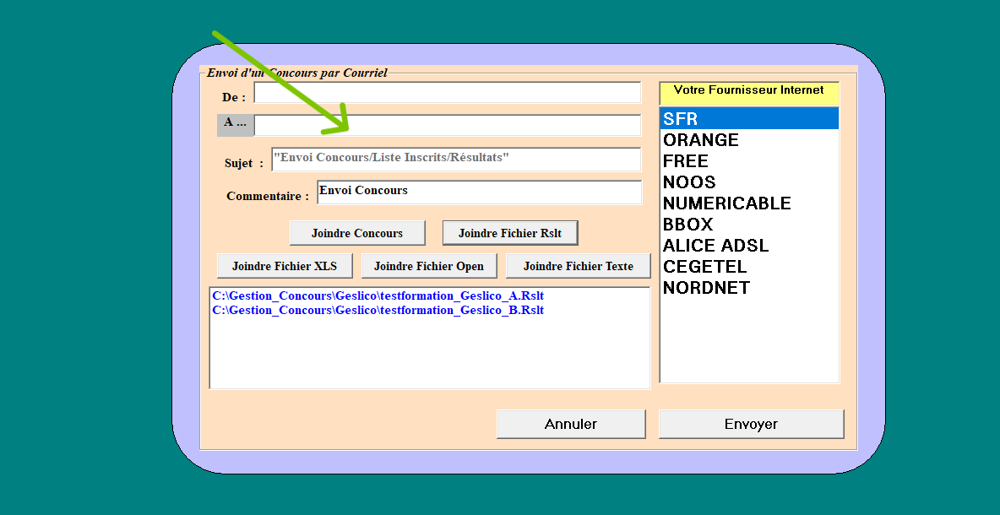 Envoi d'un Concours par Courriel
De :
A ...
Sujet :
"Envoi Concours/Liste Inscrits/Résultats"
Commentaire :
Envoi Concours
Joindre Concours
Joindre Fichier Rslt
Joindre Fichier XLS
Joindre Fichier Open
Joindre Fichier Texte
C:\Gestion_Concours\Geslico\testformation_Geslico_A.Rslt
C:\Gestion_Concours\Geslico\testformation_Geslico_B.Rslt
Votre Fournisseur Internet
SFR
ORANGE
FREE
NOOS
NUMERICABLE
BBOX
ALICE ADSL
CEGETEL
NORDNET
Annuler
Envoyer